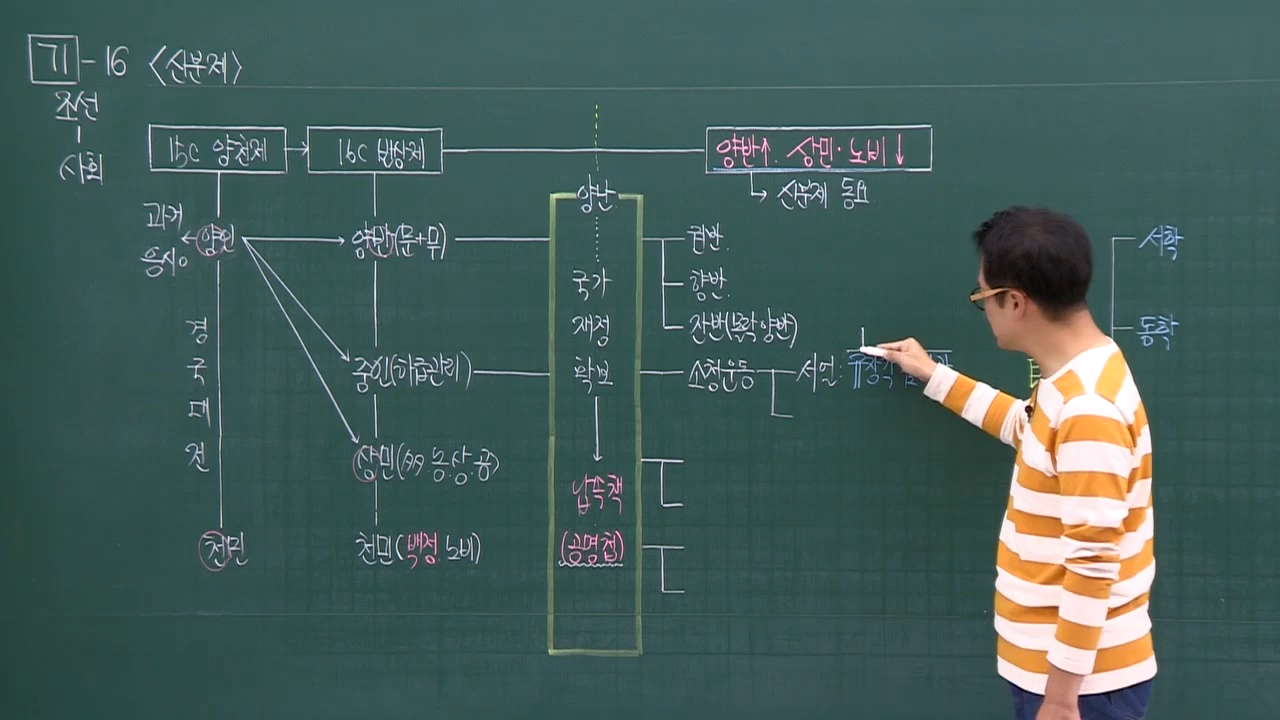 기-16 〈신분제〉
조선
사회
15C 양천제
16C 반상제
양반↑. 상민·노비↓
신분제 동요
양난
과거
응시○
양인
양반(문+무)
권반.
향반.
잔반(몰락양반)
서학
동학
경국대전
국가
재정
확보
중인(하급관리)
소청운동
서얼:
상민(농.상.공)
납속책
(공명첩)
천민
천민(백정.노비)